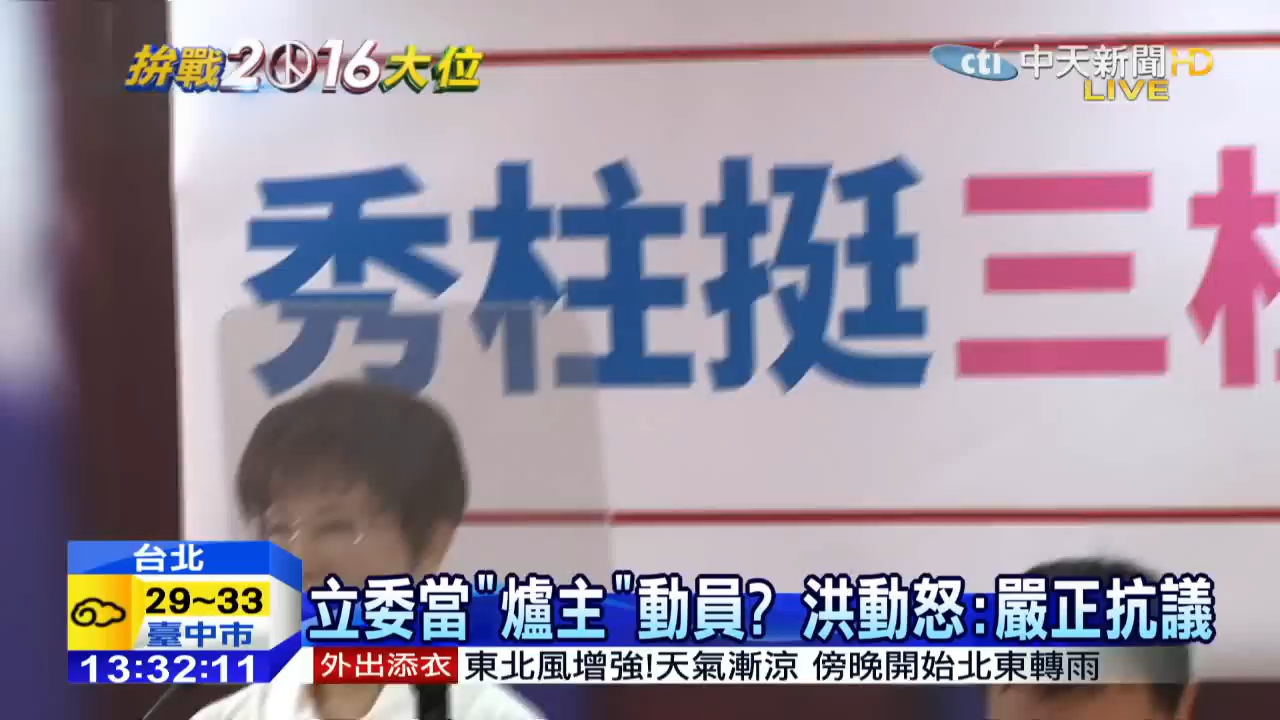 拚戰2016大位
cti 中天新聞HD
LIVE
秀柱挺三
台北
29~33
臺中市
13:32:11
立委當"爐主"動員? 洪動怒:嚴正抗議
外出添衣 東北風增強!天氣漸涼 傍晚開始北東轉雨